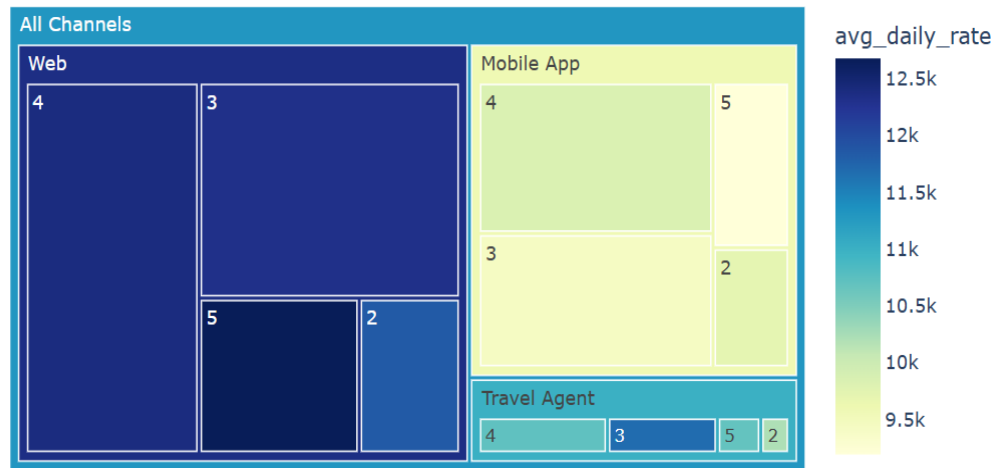 All Channels
Web
4
3
5
2
Mobile App
4
5
3
2
Travel Agent
4
3
5
2
avg_daily_rate
12.5k
12k
11.5k
11k
10.5k
10k
9.5k